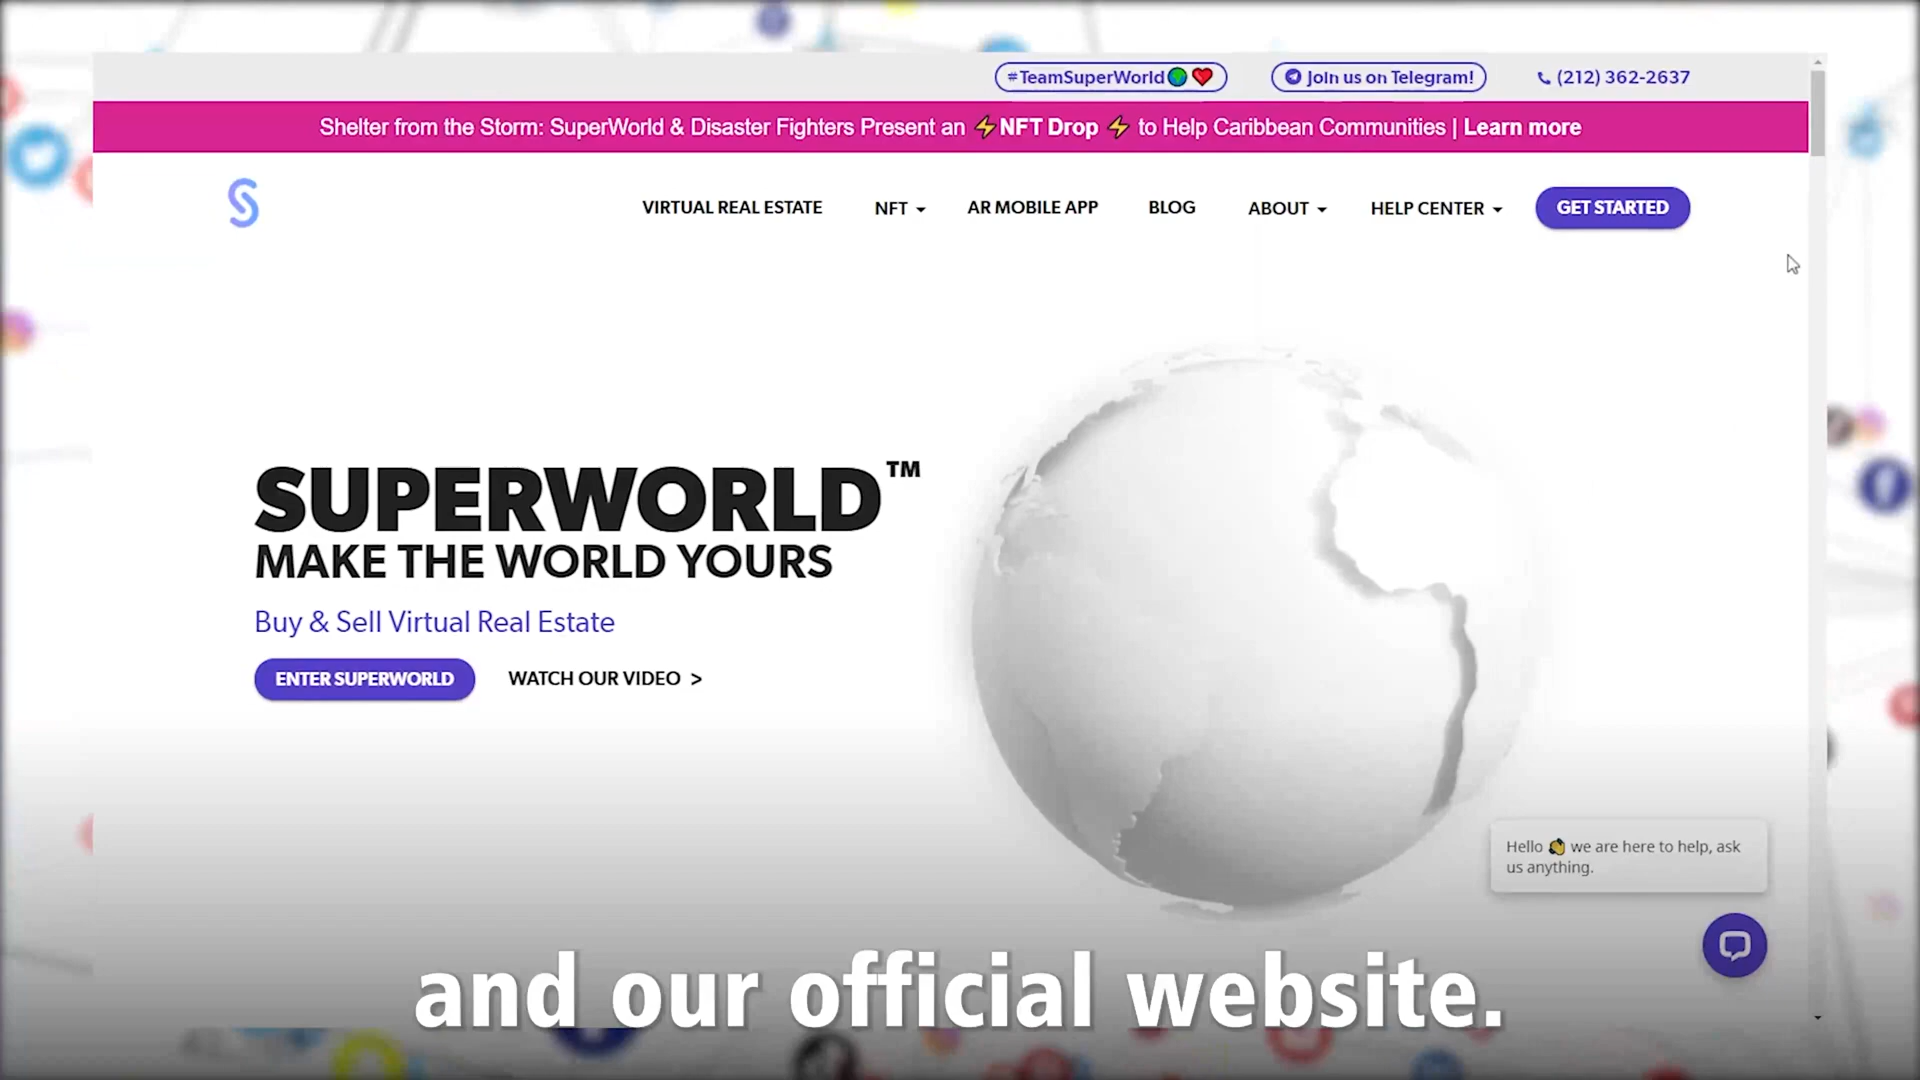 #TeamSuperWorld🌍❤️
Join us on Telegram!
(212) 362-2637
Shelter from the Storm: SuperWorld & Disaster Fighters Present an ⚡NFT Drop ⚡ to Help Caribbean Communities | Learn more
VIRTUAL REAL ESTATE
NFT
AR MOBILE APP
BLOG
ABOUT
HELP CENTER
GET STARTED
SUPERWORLD™
MAKE THE WORLD YOURS
Buy & Sell Virtual Real Estate
ENTER SUPERWORLD
WATCH OUR VIDEO >
Hello 👋 we are here to help, ask
us anything.
and our official website.